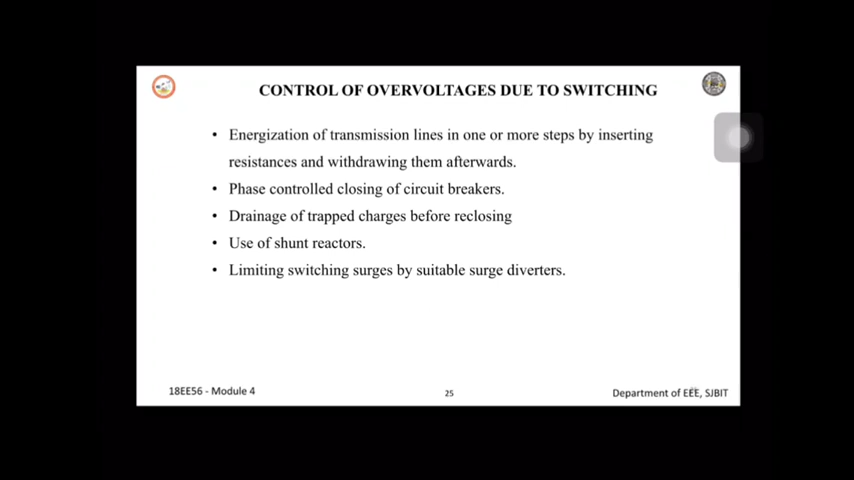 CONTROL OF OVERVOLTAGES DUE TO SWITCHING
• Energization of transmission lines in one or more steps by inserting
resistances and withdrawing them afterwards.
• Phase controlled closing of circuit breakers.
• Drainage of trapped charges before reclosing
• Use of shunt reactors.
• Limiting switching surges by suitable surge diverters.
18EE56 - Module 4
25
Department of EEE, SJBIT